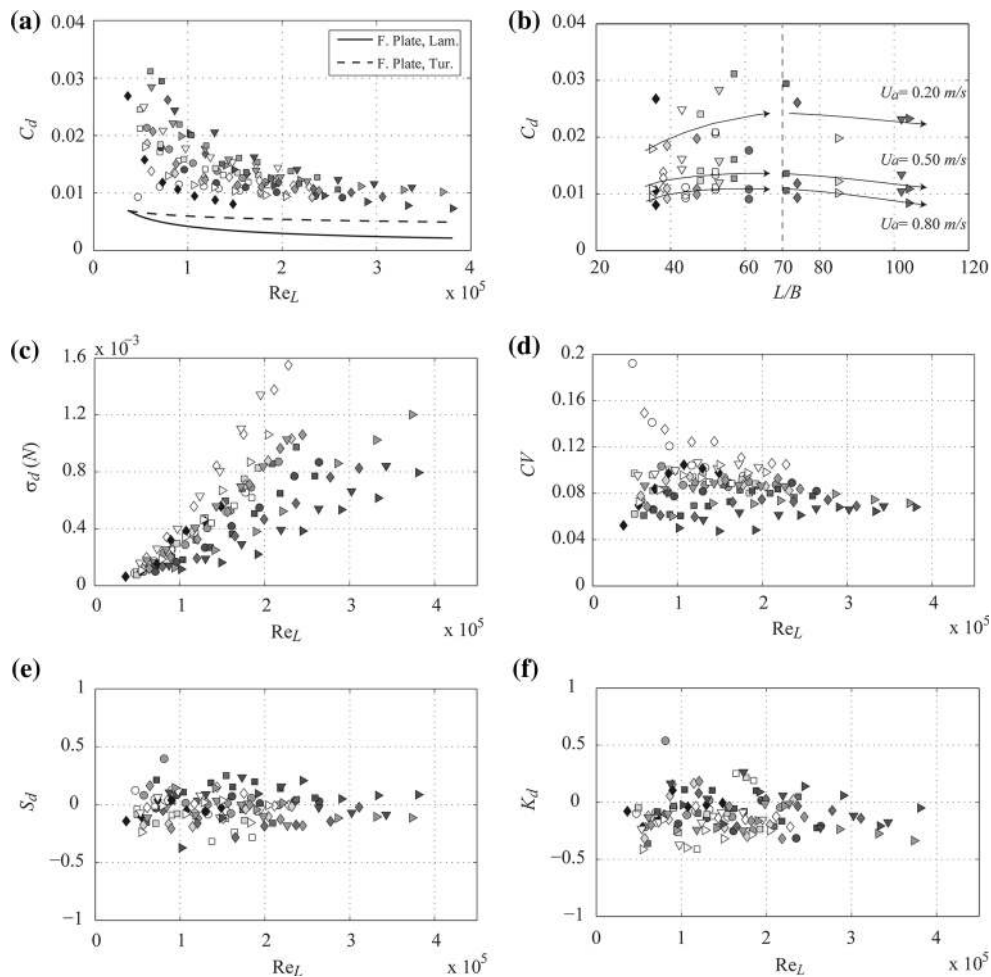 (a)
0.04
0.03
0.02
0.01
0
C_d
F. Plate, Lam.
F. Plate, Tur.
0 1 2 3 4
x 10^5
Re_L
(b)
0.04
0.03
0.02
0.01
0
C_d
Ua= 0.20 m/s
Ua= 0.50 m/s
Ua= 0.80 m/s
20 40 60 70 80 100 120
L/B
(c)
x 10^-3
1.6
1.2
0.8
0.4
0
σ_d (N)
0 1 2 3 4
x 10^5
Re_L
(d)
0.2
0.16
0.12
0.08
0.04
0
CV
0 1 2 3 4
x 10^5
Re_L
(e)
1
0.5
0
−0.5
−1
S_d
0 1 2 3 4
x 10^5
Re_L
(f)
1
0.5
0
−0.5
−1
K_d
0 1 2 3 4
x 10^5
Re_L